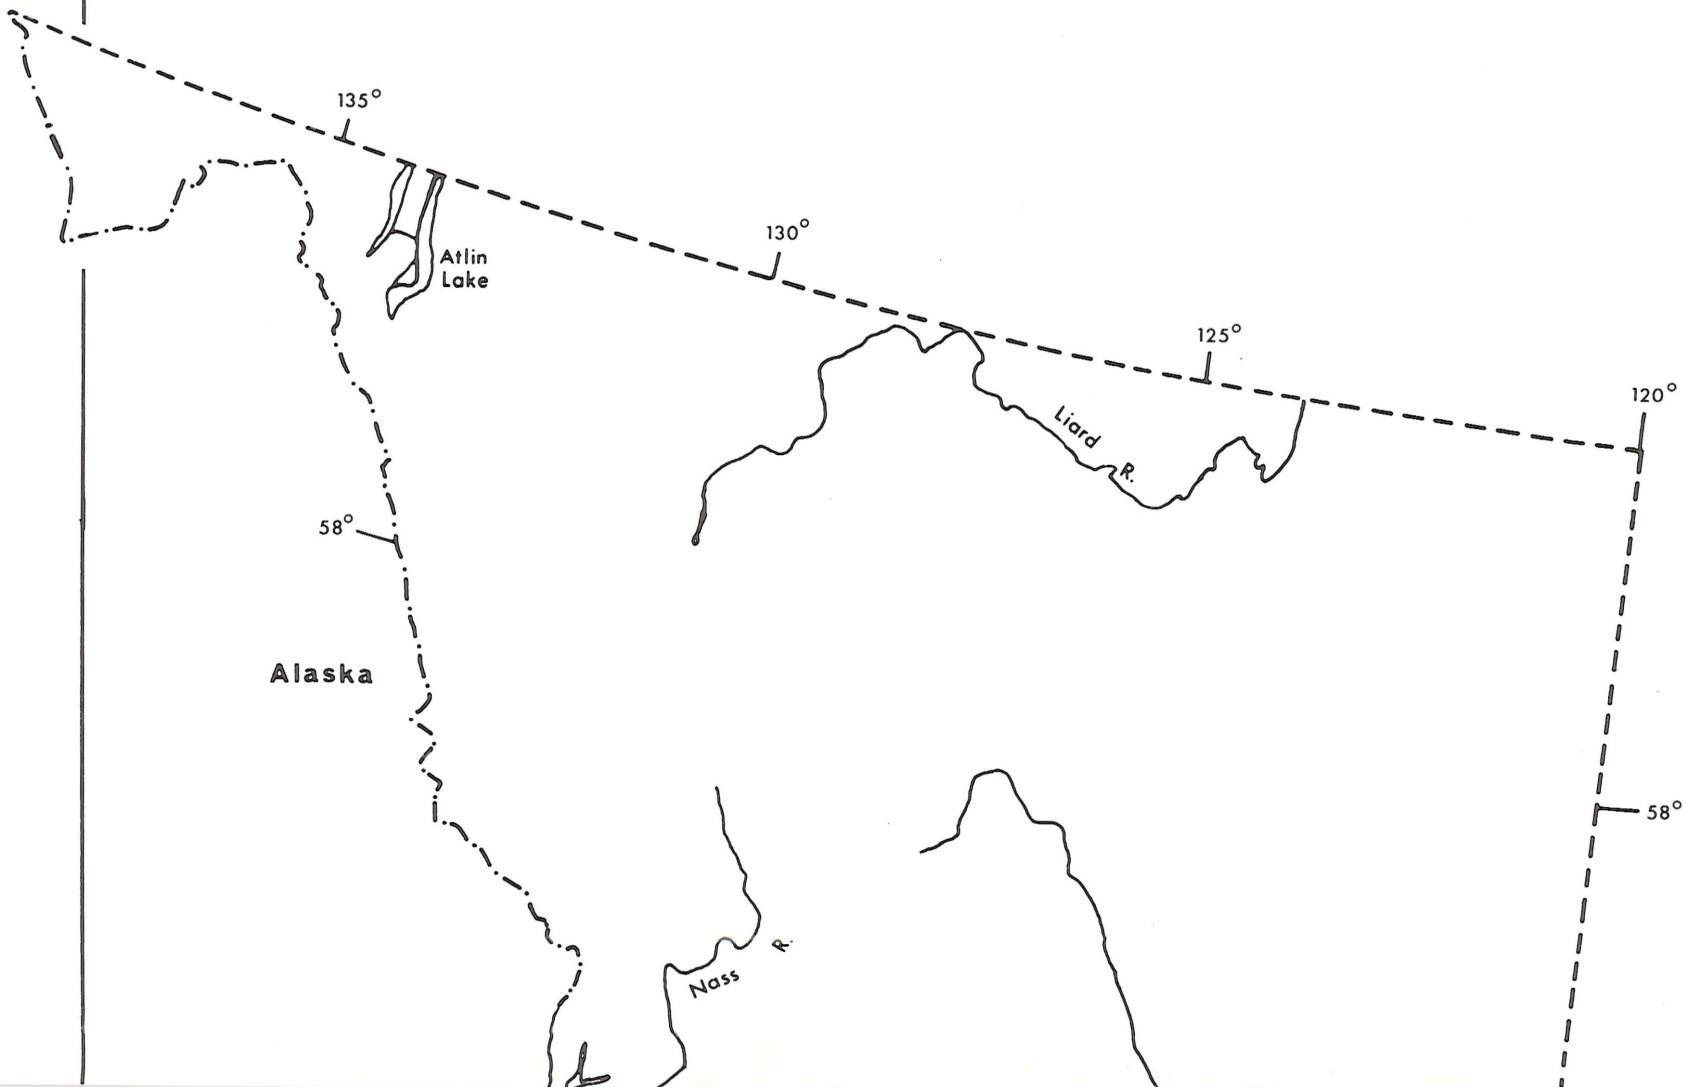 135°
130°
Atlin
Lake
125°
120°
Liard R.
58°
Alaska
58°
Nass R.